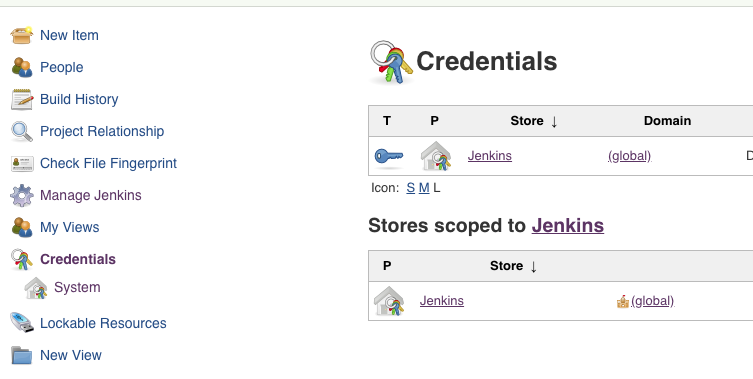 New Item
People
Build History
Project Relationship
Check File Fingerprint
Manage Jenkins
My Views
Credentials
System
Lockable Resources
New View
Credentials
T P Store ↓ Domain
Jenkins (global) D
Icon: S M L
Stores scoped to Jenkins
P Store ↓
Jenkins (global)